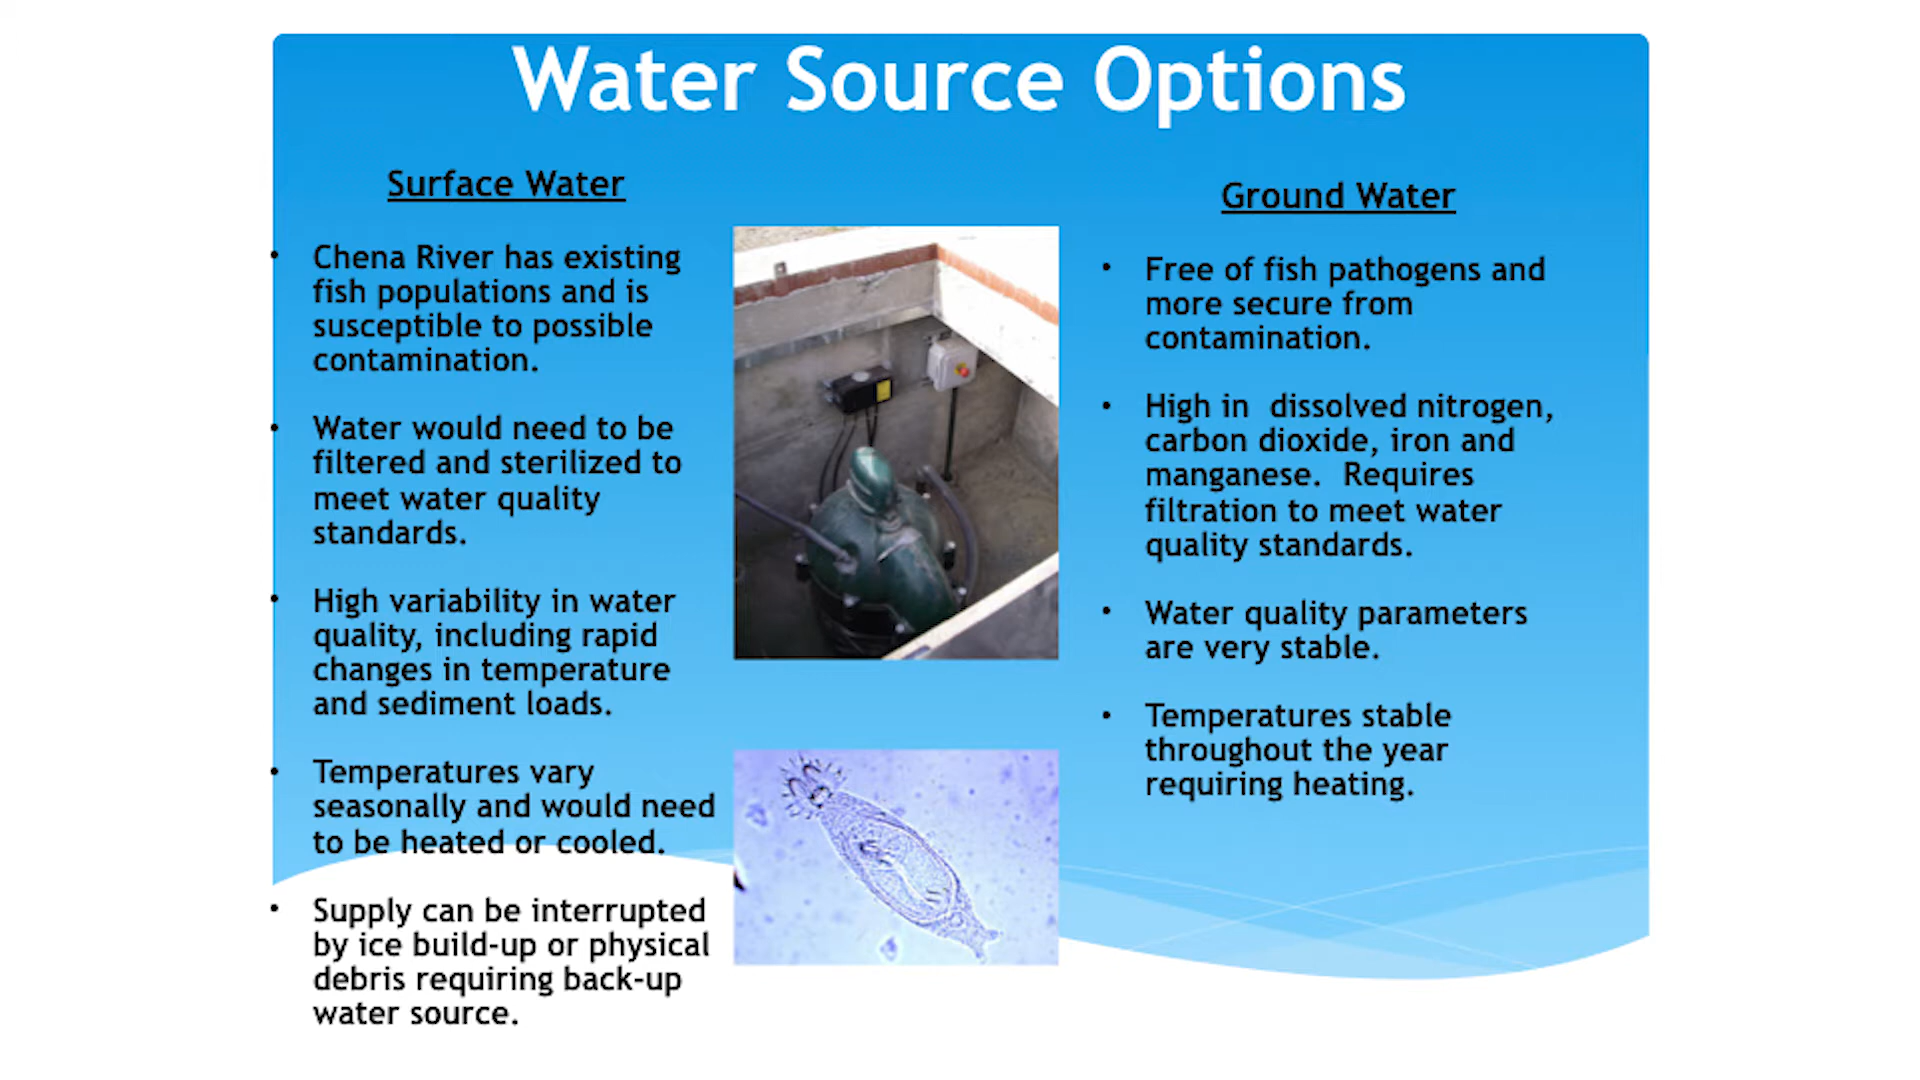 Water Source Options
Surface Water
• Chena River has existing
fish populations and is
susceptible to possible
contamination.
• Water would need to be
filtered and sterilized to
meet water quality
standards.
• High variability in water
quality, including rapid
changes in temperature
and sediment loads.
• Temperatures vary
seasonally and would need
to be heated or cooled.
• Supply can be interrupted
by ice build-up or physical
debris requiring back-up
water source.
Ground Water
• Free of fish pathogens and
more secure from
contamination.
• High in  dissolved nitrogen,
carbon dioxide, iron and
manganese.  Requires
filtration to meet water
quality standards.
• Water quality parameters
are very stable.
• Temperatures stable
throughout the year
requiring heating.